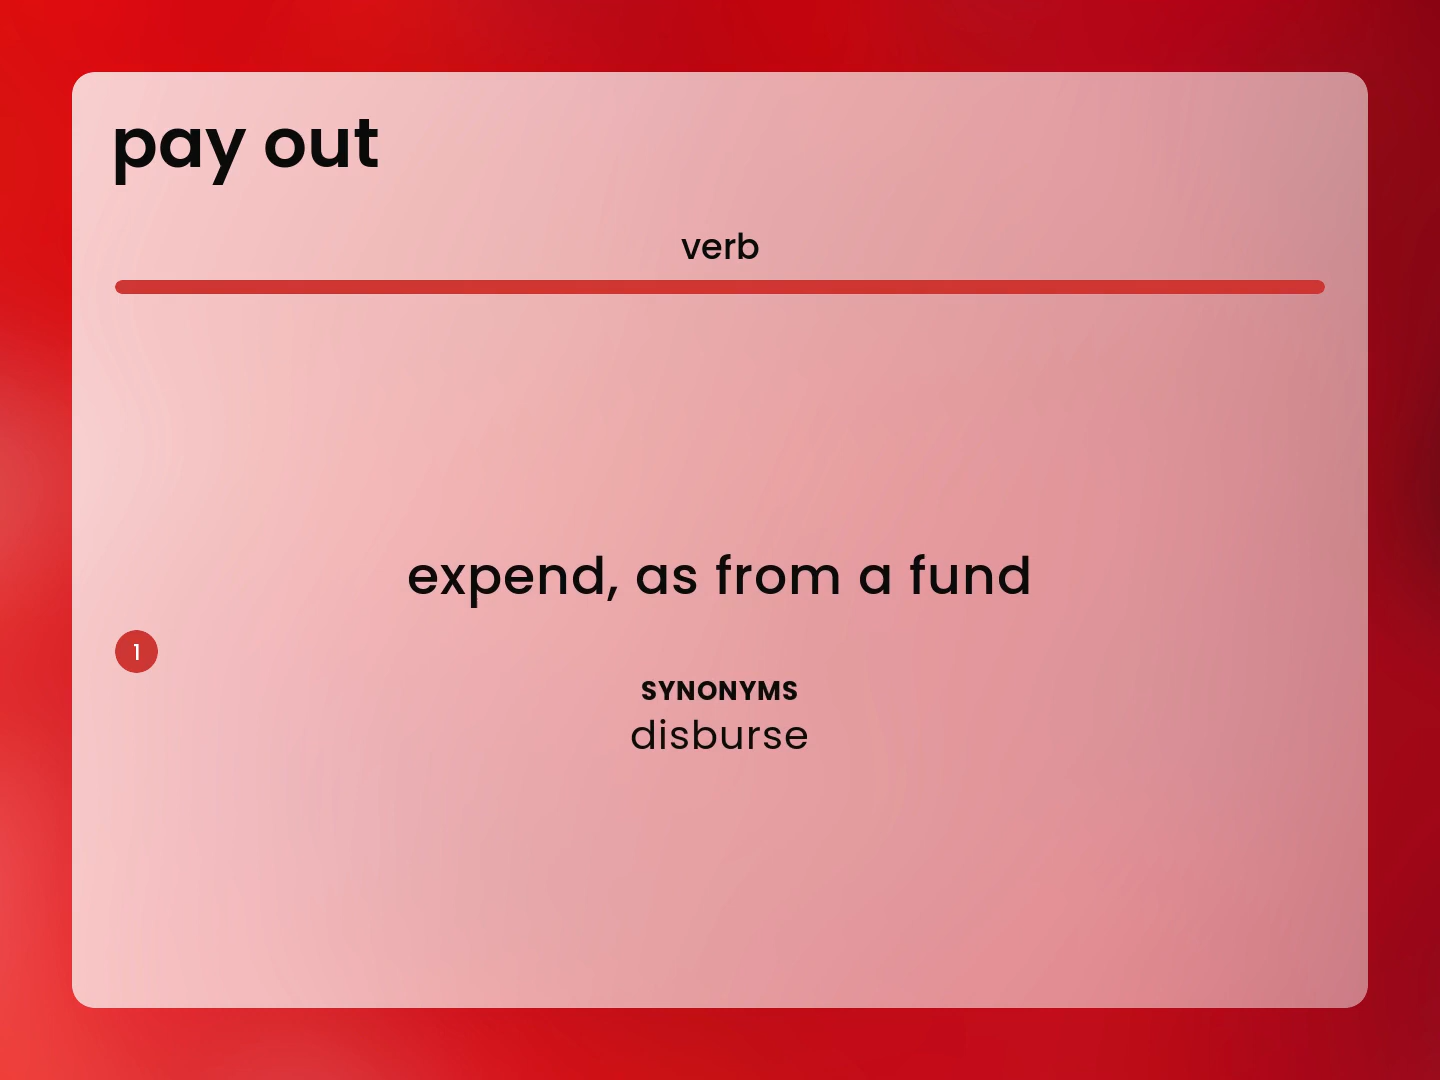 pay out
verb
expend, as from a fund
1
SYNONYMS
disburse